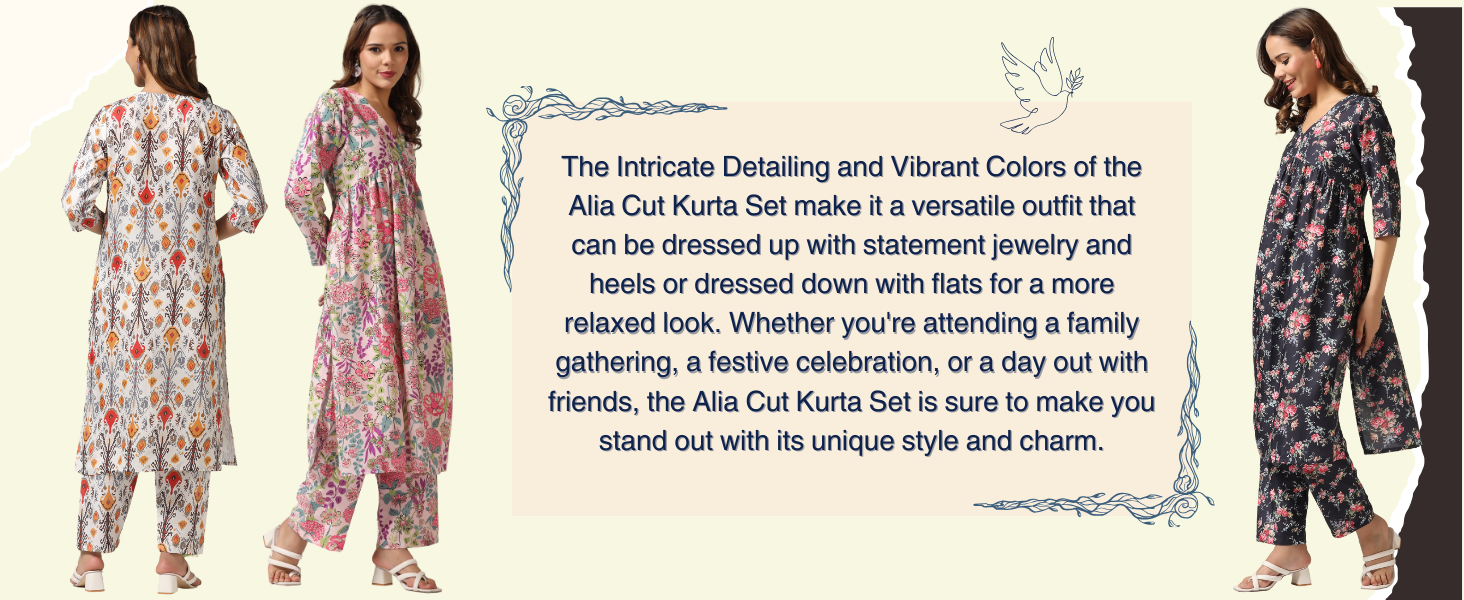 The Intricate Detailing and Vibrant Colors of the
Alia Cut Kurta Set make it a versatile outfit that
can be dressed up with statement jewelry and
heels or dressed down with flats for a more
relaxed look. Whether you're attending a family
gathering, a festive celebration, or a day out with
friends, the Alia Cut Kurta Set is sure to make you
stand out with its unique style and charm.